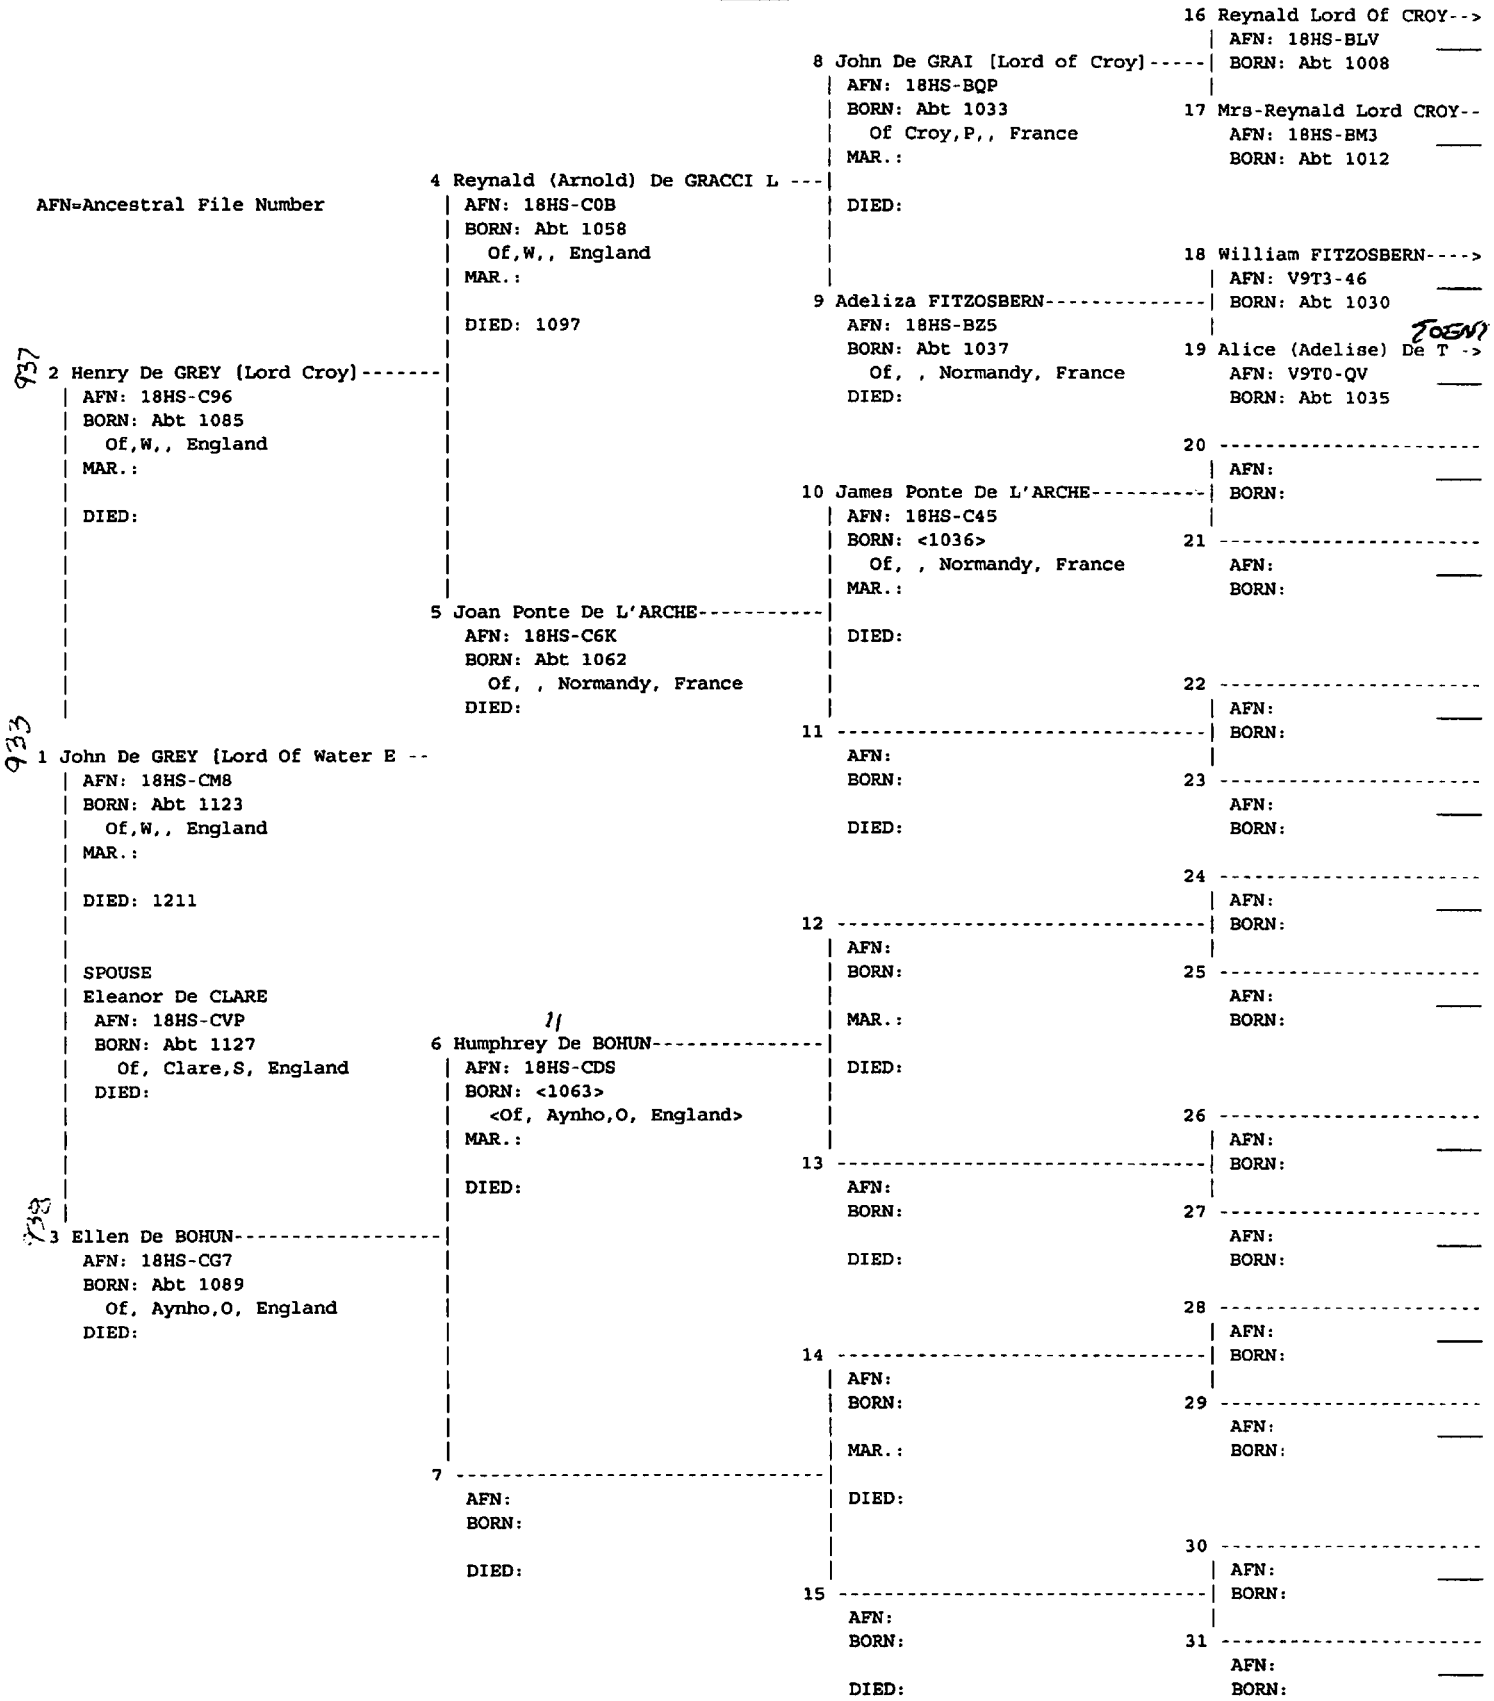 AFN=Ancestral File Number
937
2 Henry De GREY (Lord Croy)-------
AFN: 18HS-C96
BORN: Abt 1085
Of,W,, England
MAR.:
DIED:
933
1 John De GREY [Lord Of Water E --
AFN: 18HS-CM8
BORN: Abt 1123
Of,W,, England
MAR.:
DIED: 1211
SPOUSE
Eleanor De CLARE
AFN: 18HS-CVP
BORN: Abt 1127
Of, Clare,S, England
DIED:
938
3 Ellen De BOHUN-----------------
AFN: 18HS-CG7
BORN: Abt 1089
Of, Aynho,O, England
DIED:
4 Reynald (Arnold) De GRACCI L ---
AFN: 18HS-C0B
BORN: Abt 1058
Of,W,, England
MAR.:
DIED: 1097
5 Joan Ponte De L'ARCHE-----------
AFN: 18HS-C6K
BORN: Abt 1062
Of, , Normandy, France
DIED:
6 Humphrey De BOHUN---------------
AFN: 18HS-CDS
BORN: <1063>
<Of, Aynho,O, England>
MAR.:
DIED:
7 --------------------------------
AFN:
BORN:
DIED:
8 John De GRAI [Lord of Croy]-----
AFN: 18HS-BQP
BORN: Abt 1033
Of Croy,P,, France
MAR.:
DIED:
9 Adeliza FITZOSBERN--------------
AFN: 18HS-BZ5
BORN: Abt 1037
Of, , Normandy, France
DIED:
10 James Ponte De L'ARCHE----------
AFN: 18HS-C45
BORN: <1036>
Of, , Normandy, France
MAR.:
DIED:
11 --------------------------------
AFN:
BORN:
DIED:
12 --------------------------------
AFN:
BORN:
MAR.:
DIED:
13 --------------------------------
AFN:
BORN:
DIED:
14 --------------------------------
AFN:
BORN:
MAR.:
DIED:
15 --------------------------------
AFN:
BORN:
DIED:
16 Reynald Lord Of CROY-->
AFN: 18HS-BLV
BORN: Abt 1008
17 Mrs-Reynald Lord CROY--
AFN: 18HS-BM3
BORN: Abt 1012
18 William FITZOSBERN---->
AFN: V9T3-46
BORN: Abt 1030
TOENY
19 Alice (Adelise) De T ->
AFN: V9T0-QV
BORN: Abt 1035
20 -----------------------
AFN:
BORN:
21 -----------------------
AFN:
BORN:
22 -----------------------
AFN:
BORN:
23 -----------------------
AFN:
BORN:
24 -----------------------
AFN:
BORN:
25 -----------------------
AFN:
BORN:
26 -----------------------
AFN:
BORN:
27 -----------------------
AFN:
BORN:
28 -----------------------
AFN:
BORN:
29 -----------------------
AFN:
BORN:
30 -----------------------
AFN:
BORN:
31 -----------------------
AFN:
BORN: